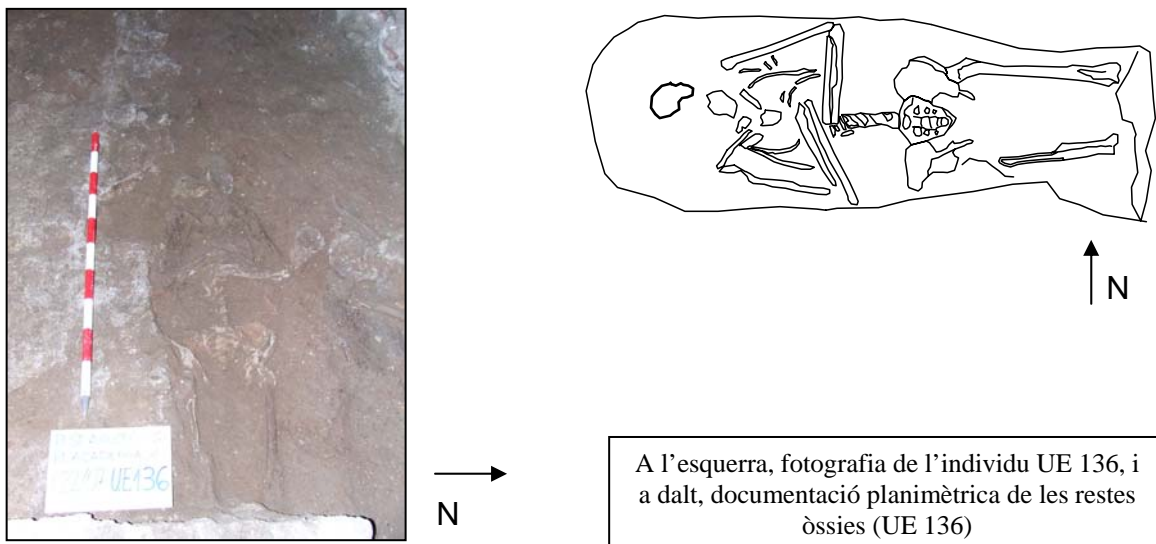 UE136
N
N
A l'esquerra, fotografia de l'individu UE 136, i
a dalt, documentació planimètrica de les restes
òssies (UE 136)